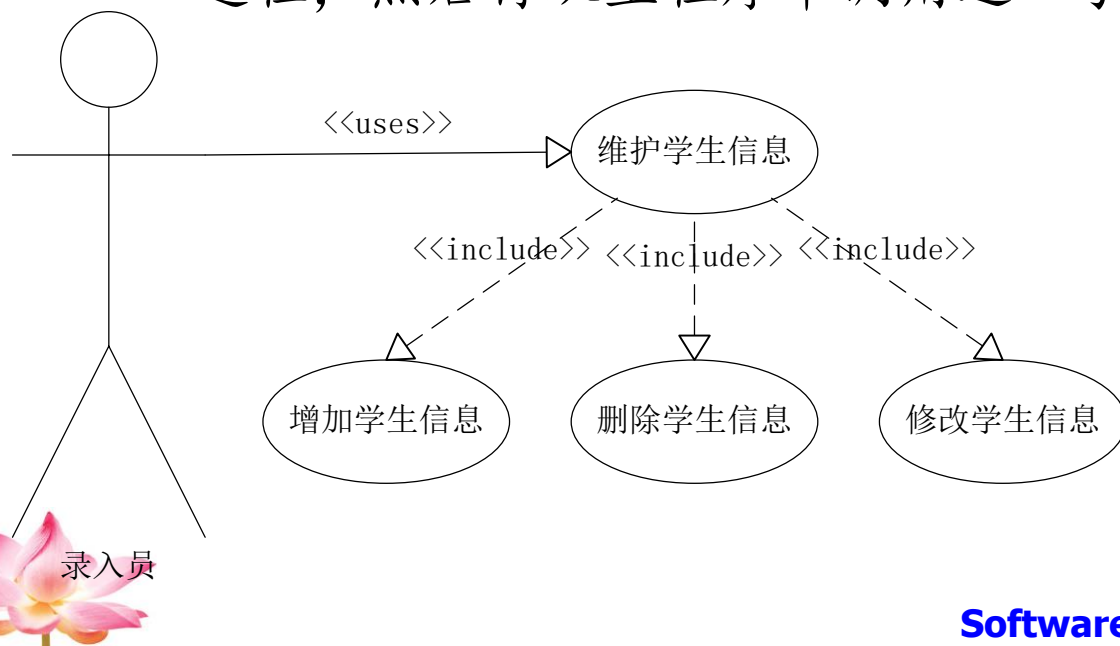 <<uses>>
维护学生信息
<<include>> <<include>> <<include>>
增加学生信息 删除学生信息 修改学生信息
录入员
Software